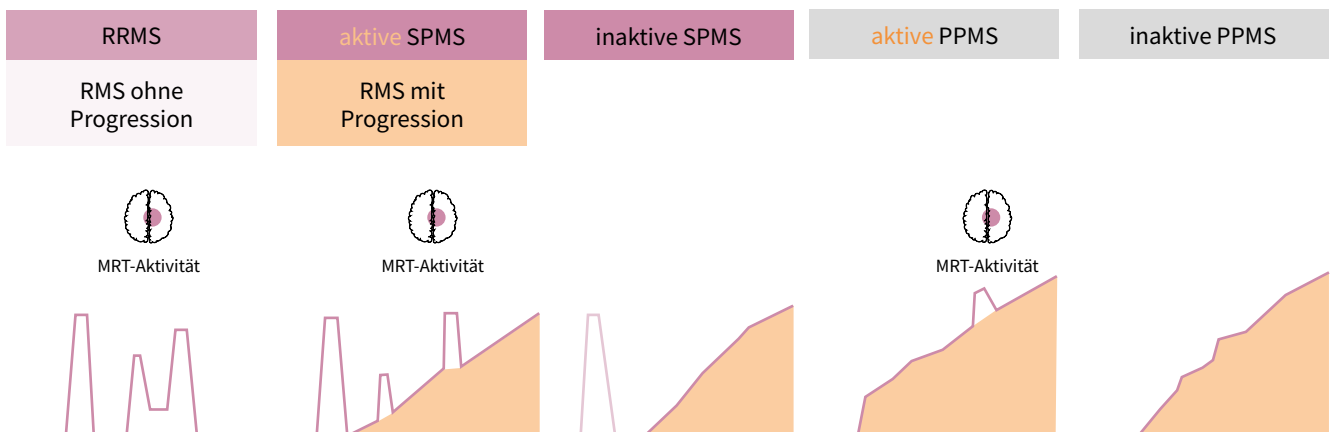 RRMS
aktive SPMS
inaktive SPMS
aktive PPMS
inaktive PPMS
RMS ohne
Progression
RMS mit
Progression
MRT-Aktivität
MRT-Aktivität
MRT-Aktivität